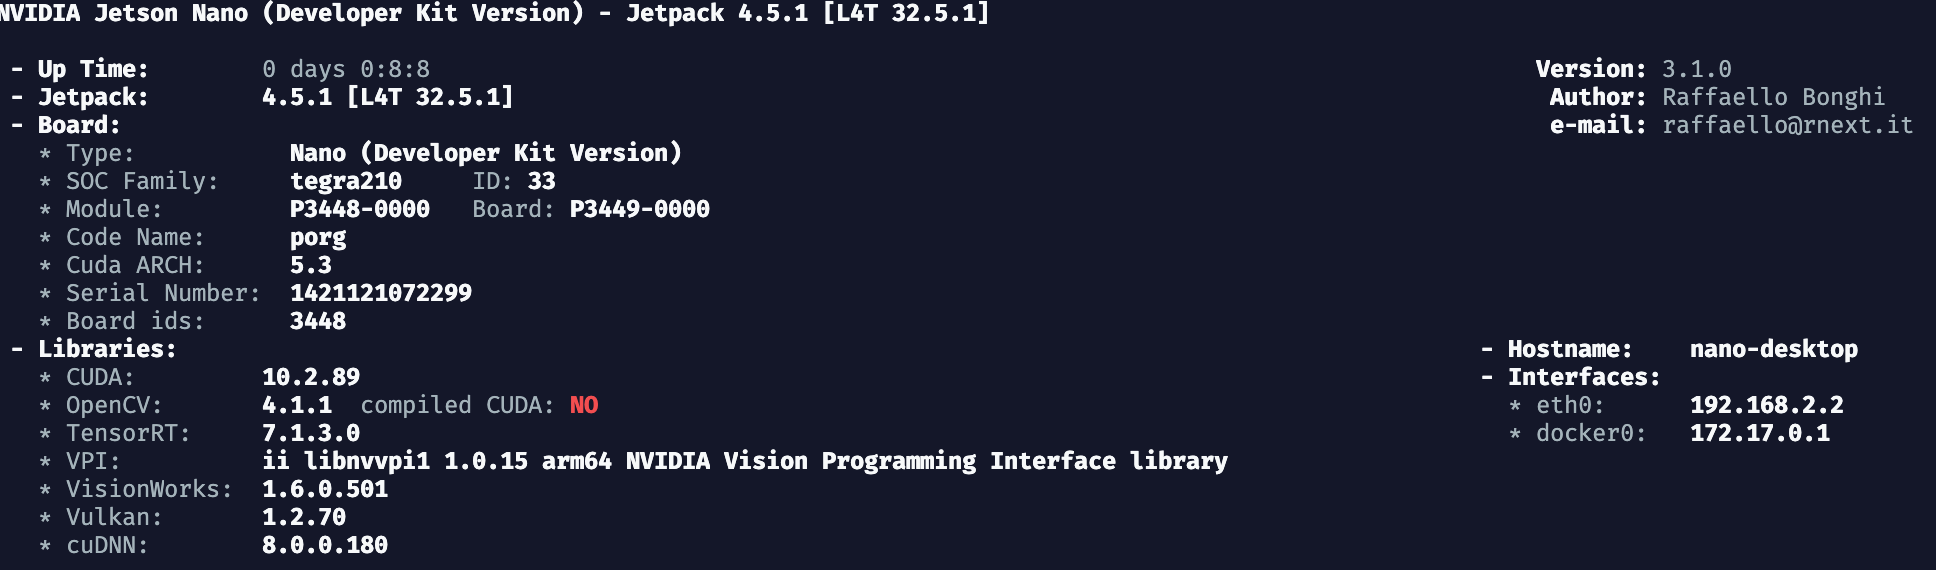 NVIDIA Jetson Nano (Developer Kit Version) - Jetpack 4.5.1 [L4T 32.5.1]
- Up Time: 0 days 0:8:8 Version: 3.1.0
- Jetpack: 4.5.1 [L4T 32.5.1] Author: Raffaello Bonghi
- Board: e-mail: raffaello@rnext.it
* Type: Nano (Developer Kit Version)
* SOC Family: tegra210 ID: 33
* Module: P3448-0000 Board: P3449-0000
* Code Name: porg
* Cuda ARCH: 5.3
* Serial Number: 1421121072299
* Board ids: 3448
- Libraries: - Hostname: nano-desktop
* CUDA: 10.2.89 - Interfaces:
* OpenCV: 4.1.1 compiled CUDA: NO * eth0: 192.168.2.2
* TensorRT: 7.1.3.0 * docker0: 172.17.0.1
* VPI: ii libnvvpi1 1.0.15 arm64 NVIDIA Vision Programming Interface library
* VisionWorks: 1.6.0.501
* Vulkan: 1.2.70
* cuDNN: 8.0.0.180